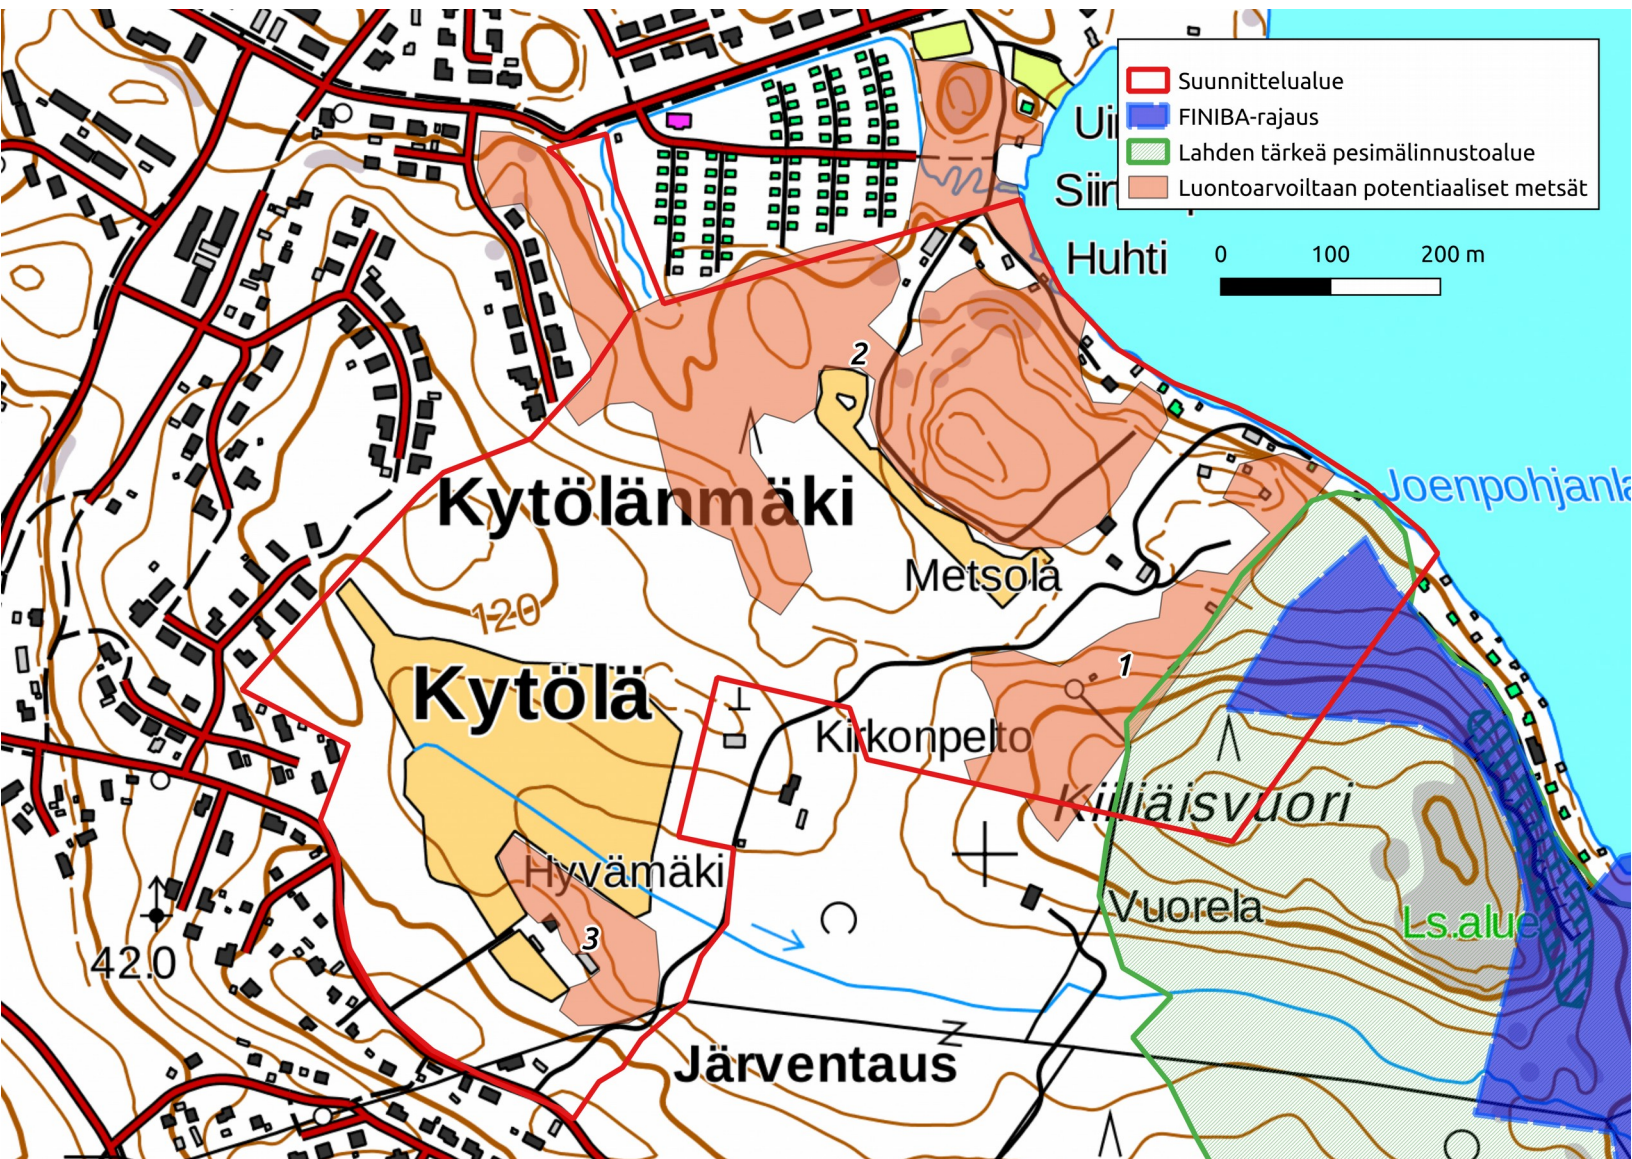 Suunnittelualue
FINIBA-rajaus
Lahden tärkeä pesimälinnustoalue
Luontoarvoiltaan potentiaaliset metsät
0 100 200 m
Huhti
2
Joenpohjanla
Kytölänmäki
Metsola
120
1
Kytölä
Kirkonpelto
Kiiliäisvuori
Hyvämäki
Vuorela
Ls.alue
3
42.0
Z
Järventaus